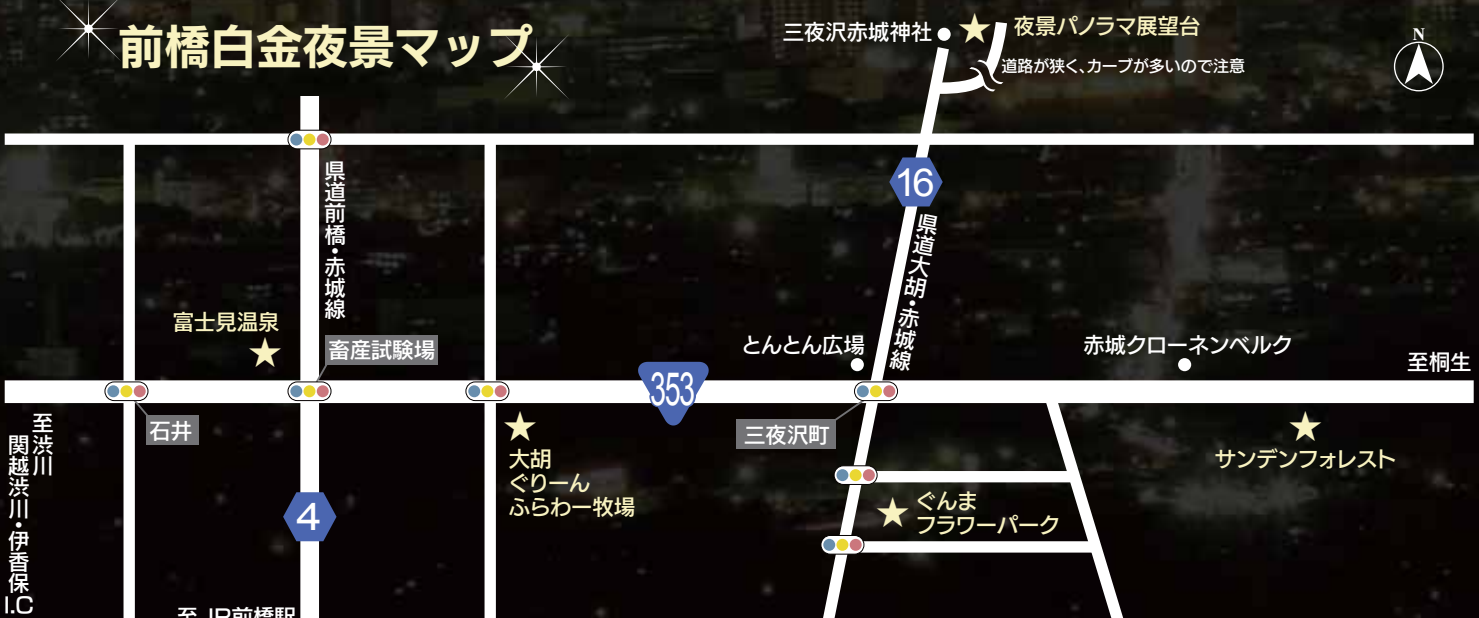 前橋白金夜景マップ
三夜沢赤城神社
夜景パノラマ展望台
道路が狭く、カーブが多いので注意
N
16
県道前橋・赤城線
県道大胡・赤城線
富士見温泉
畜産試験場
とんとん広場
赤城クローネンベルク
至桐生
353
石井
三夜沢町
至渋川
関越渋川・伊香保I.C
大胡
ぐりーん
ふらわー牧場
サンデンフォレスト
ぐんま
フラワーパーク
4
至 JR前橋駅